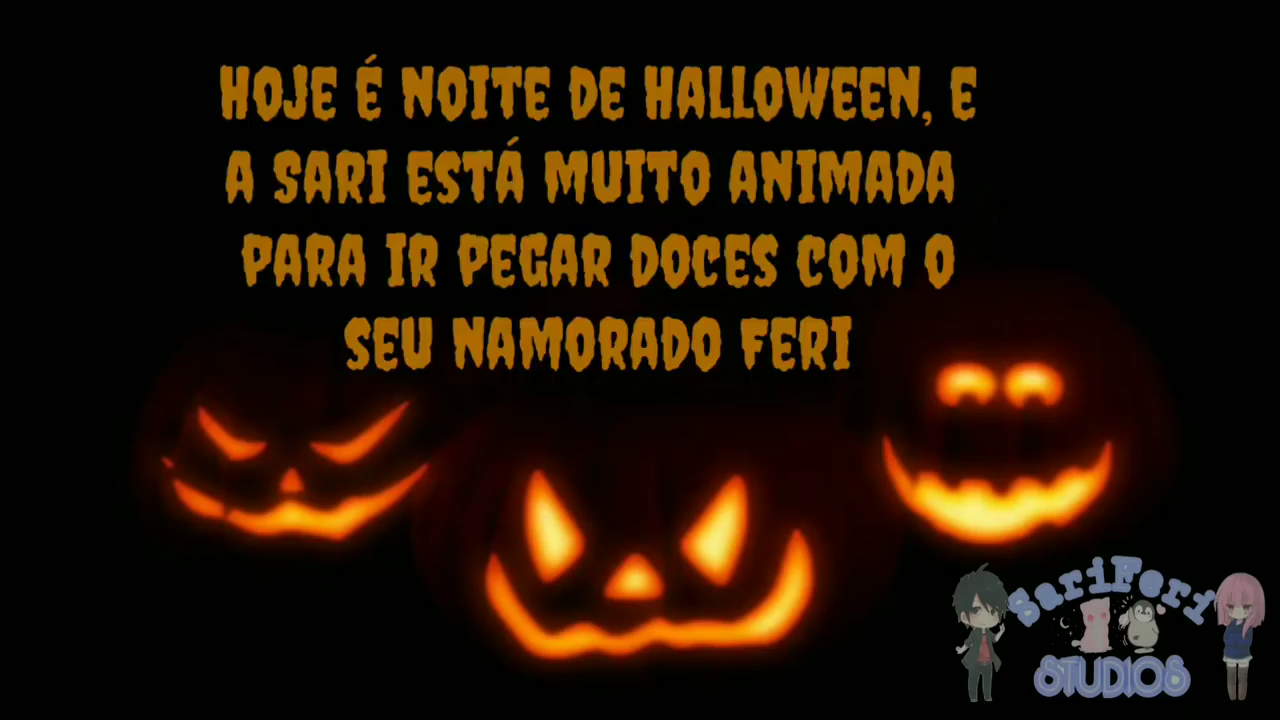 HOJE É NOITE DE HALLOWEEN, E
A SARI ESTÁ MUITO ANIMADA
PARA IR PEGAR DOCES COM O
SEU NAMORADO FERI
SariFeri
STUDIOS